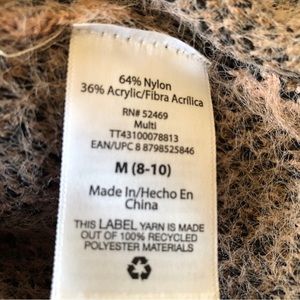 64% Nylon
36% Acrylic/Fibra Acrílica
RN# 52469
Multi
TT43100078813
EAN/UPC 8 8798525846
M (8-10)
Made In/Hecho En
China
THIS LABEL YARN IS MADE
OUT OF 100% RECYCLED
POLYESTER MATERIALS